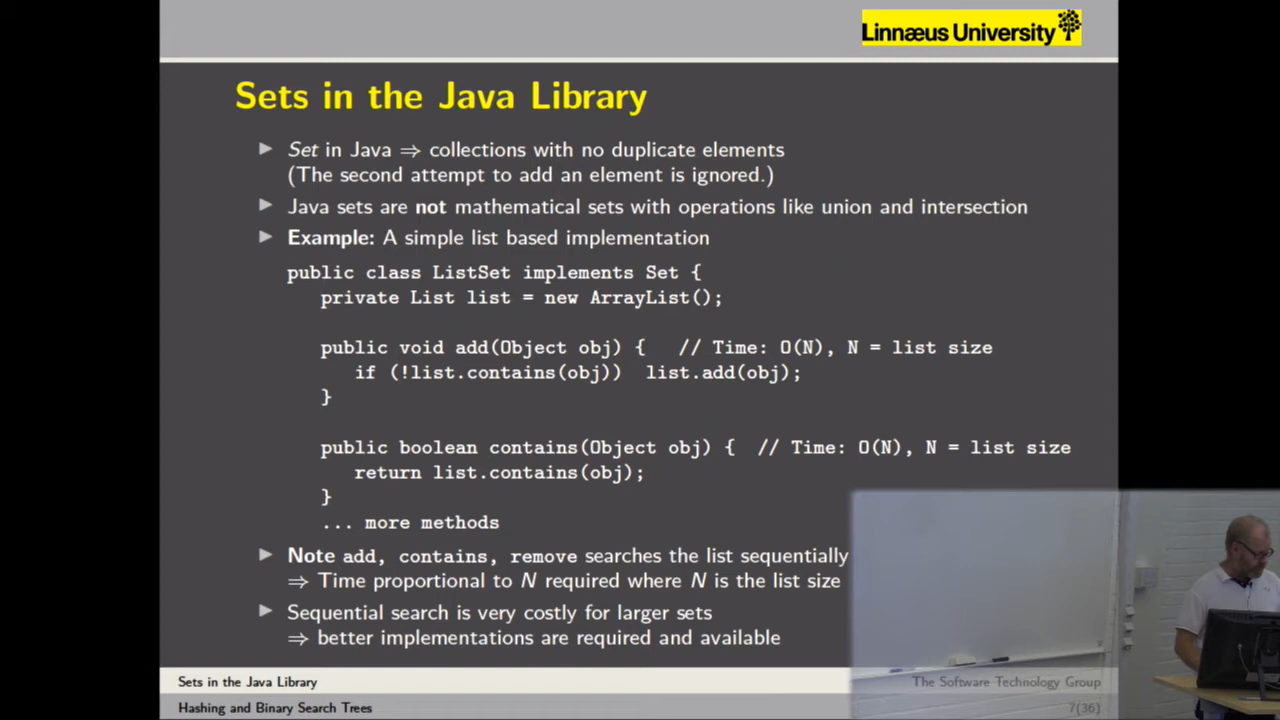 Linnæus University
Sets in the Java Library
Set in Java ⇒ collections with no duplicate elements
(The second attempt to add an element is ignored.)
Java sets are not mathematical sets with operations like union and intersection
Example: A simple list based implementation
public class ListSet implements Set {
private List list = new ArrayList();
public void add(Object obj) { // Time: O(N), N = list size
if (!list.contains(obj)) list.add(obj);
}
public boolean contains(Object obj) { // Time: O(N), N = list size
return list.contains(obj);
}
... more methods
Note add, contains, remove searches the list sequentially
⇒ Time proportional to N required where N is the list size
Sequential search is very costly for larger sets
⇒ better implementations are required and available
Sets in the Java Library
The Software Technology Group
Hashing and Binary Search Trees
7(36)